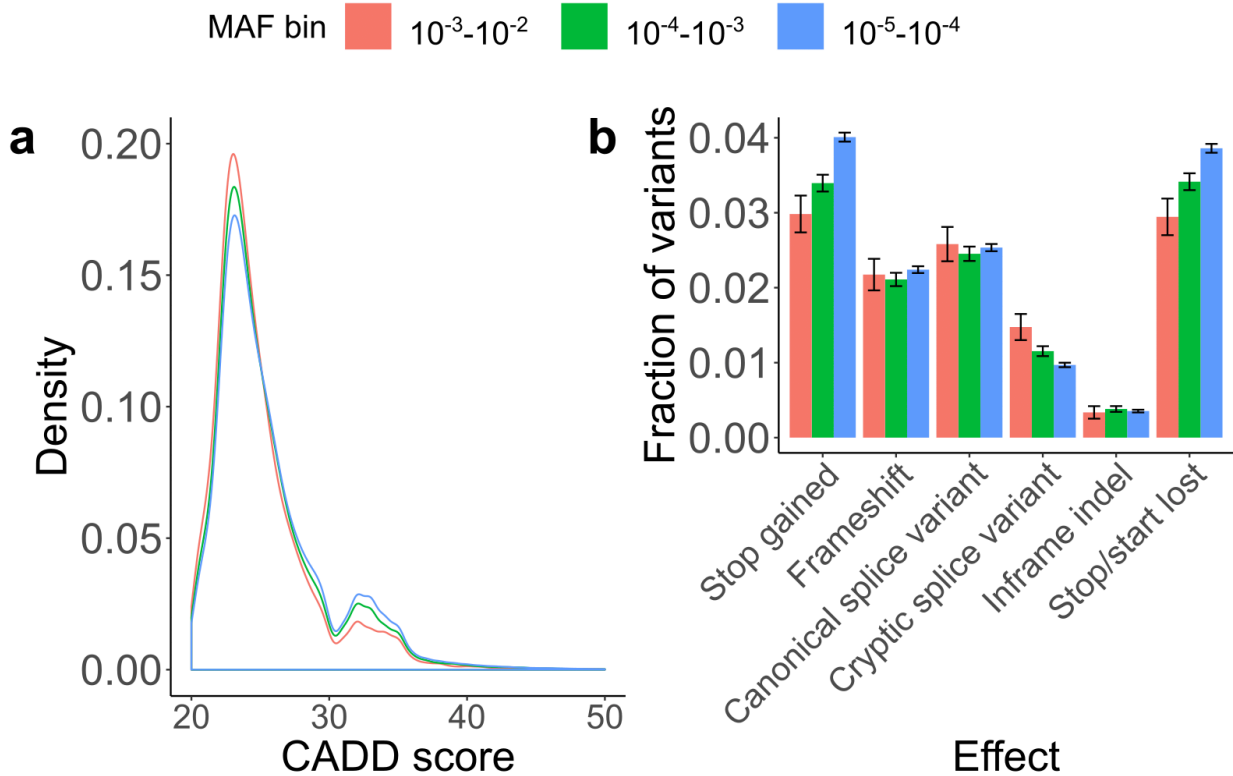 MAF bin 10⁻³-10⁻² 10⁻⁴-10⁻³ 10⁻⁵-10⁻⁴
a
0.20
0.15
0.10
0.05
0.00
Density
20 30 40 50
CADD score
b
0.04
0.03
0.02
0.01
0.00
Fraction of variants
Stop gained
Frameshift
Canonical splice variant
Cryptic splice variant
Inframe indel
Stop/start lost
Effect